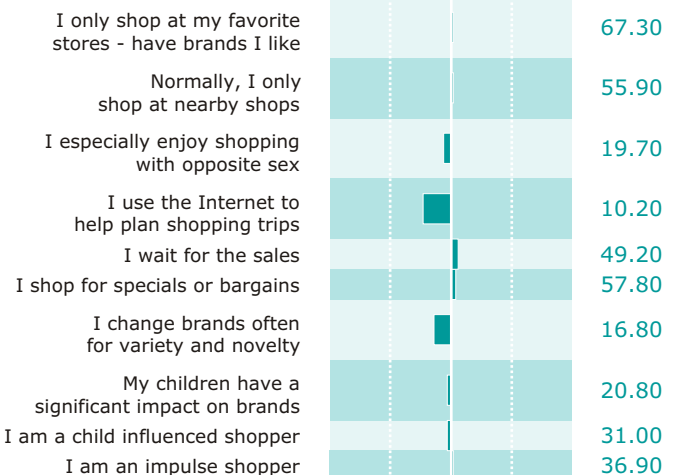 I only shop at my favorite
stores - have brands I like
67.30
Normally, I only
shop at nearby shops
55.90
I especially enjoy shopping
with opposite sex
19.70
I use the Internet to
help plan shopping trips
10.20
I wait for the sales
49.20
I shop for specials or bargains
57.80
I change brands often
for variety and novelty
16.80
My children have a
significant impact on brands
20.80
I am a child influenced shopper
31.00
I am an impulse shopper
36.90